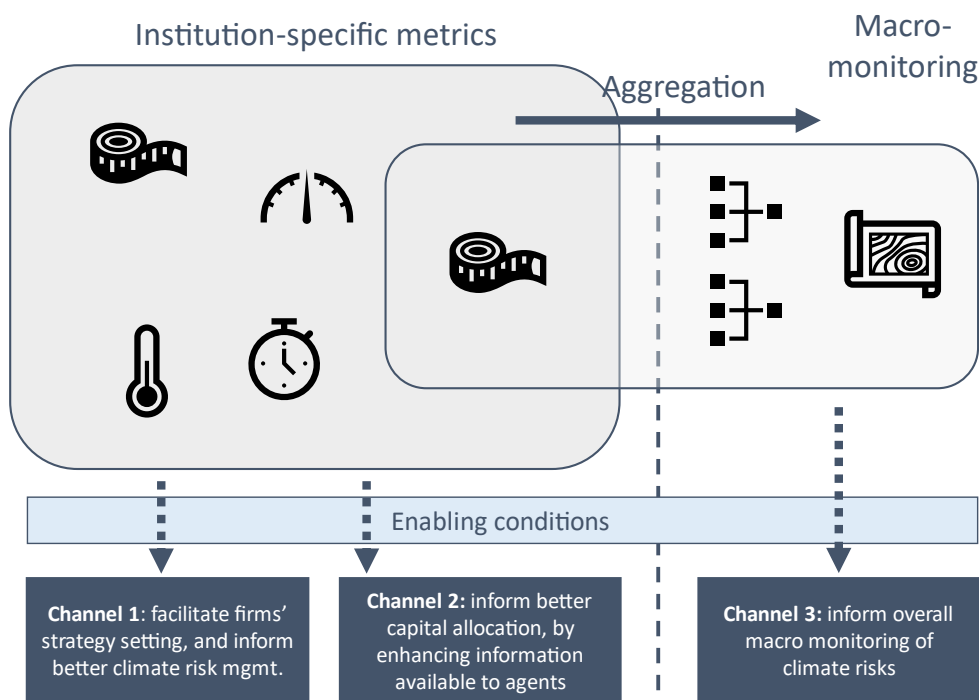 Institution-specific metrics
Macro-
monitoring
Aggregation
Enabling conditions
Channel 1: facilitate firms’
strategy setting, and inform
better climate risk mgmt.
Channel 2: inform better
capital allocation, by
enhancing information
available to agents
Channel 3: inform overall
macro monitoring of
climate risks